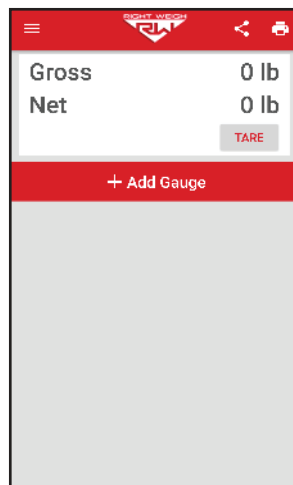 RIGHT WEIGH
RW
Gross 0 lb
Net 0 lb
TARE
+ Add Gauge